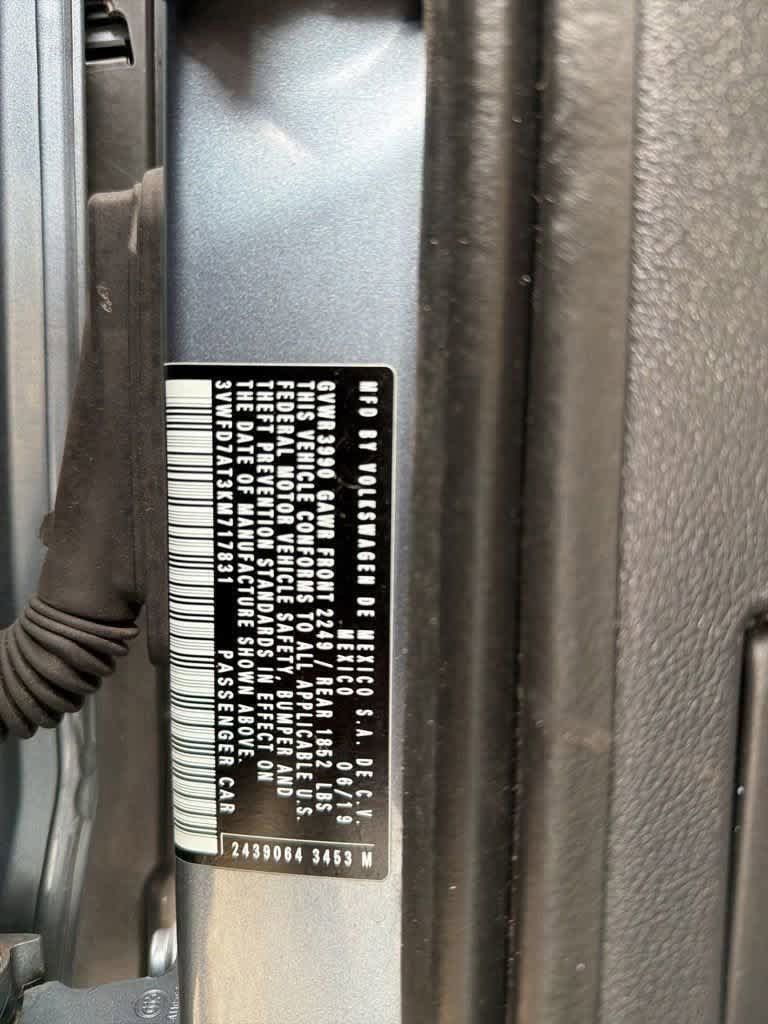 MFD BY VOLKSWAGEN DE MEXICO S.A. DE C.V.
MEXICO 06/19
GVWR 3990 GAWR FRONT 2249 / REAR 1852 LBS
THIS VEHICLE CONFORMS TO ALL APPLICABLE U.S.
FEDERAL MOTOR VEHICLE SAFETY, BUMPER AND
THEFT PREVENTION STANDARDS IN EFFECT ON
THE DATE OF MANUFACTURE SHOWN ABOVE.
3VWFD7AT3KM717831 PASSENGER CAR
2439064 3453 M